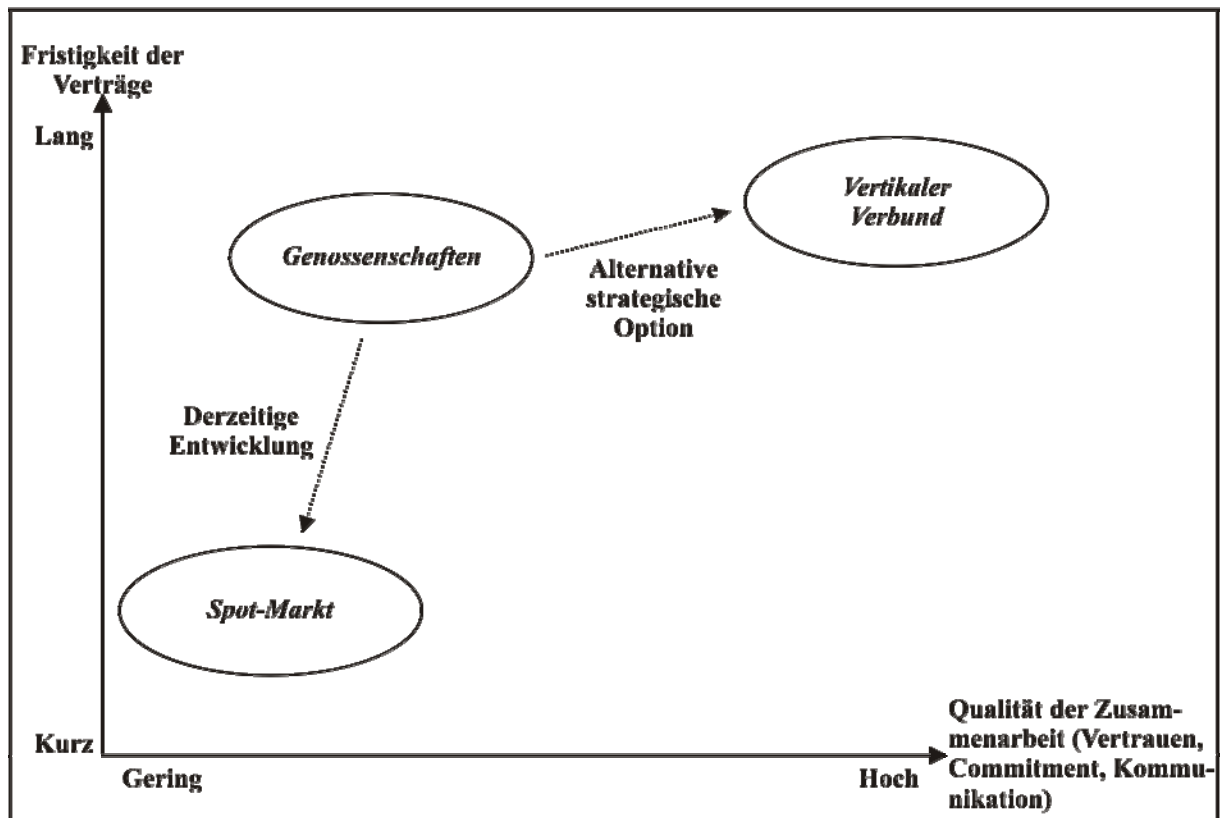 Fristigkeit der
Verträge
Lang
Vertikaler
Verbund
Genossenschaften
Alternative
strategische
Option
Derzeitige
Entwicklung
Spot-Markt
Kurz
Gering
Hoch
Qualität der Zusam-
menarbeit (Vertrauen,
Commitment, Kommu-
nikation)